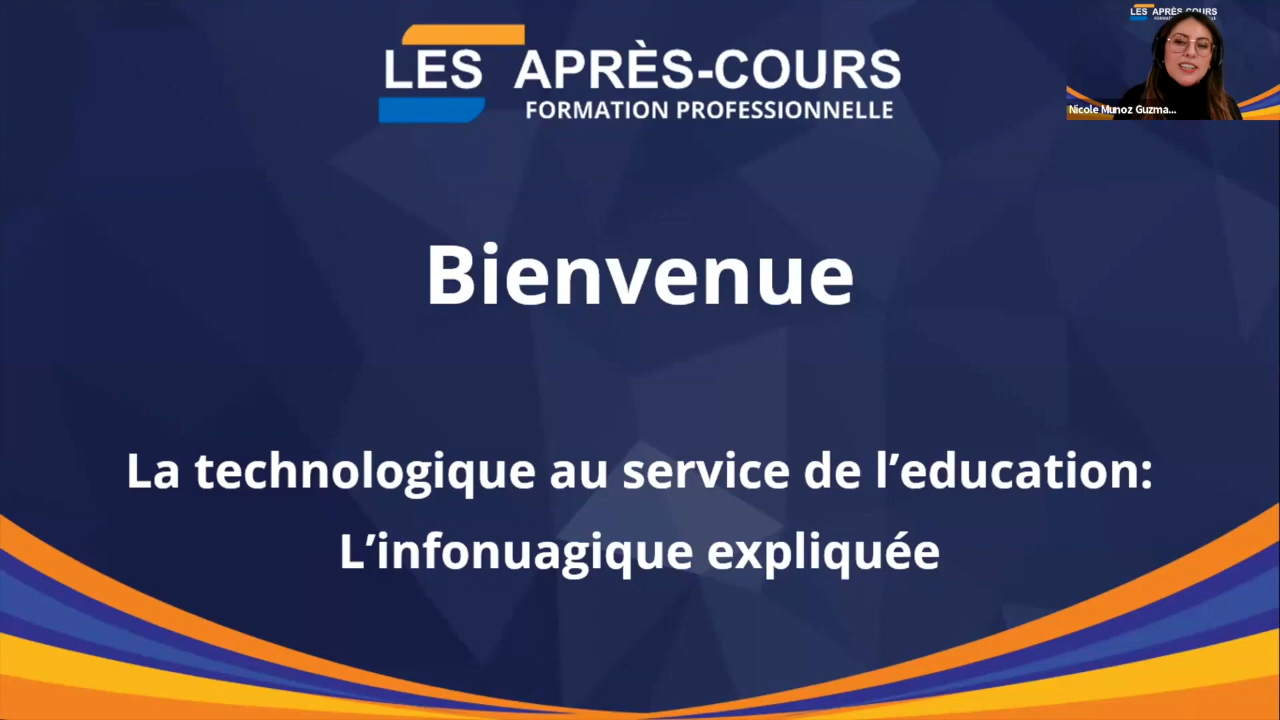 LES APRÈS-COURS
FORMATION PROFESSIONNELLE
LES APRÈS-COURS
Nicole Munoz Guzma...
Bienvenue
La technologique au service de l’education:
L’infonuagique expliquée